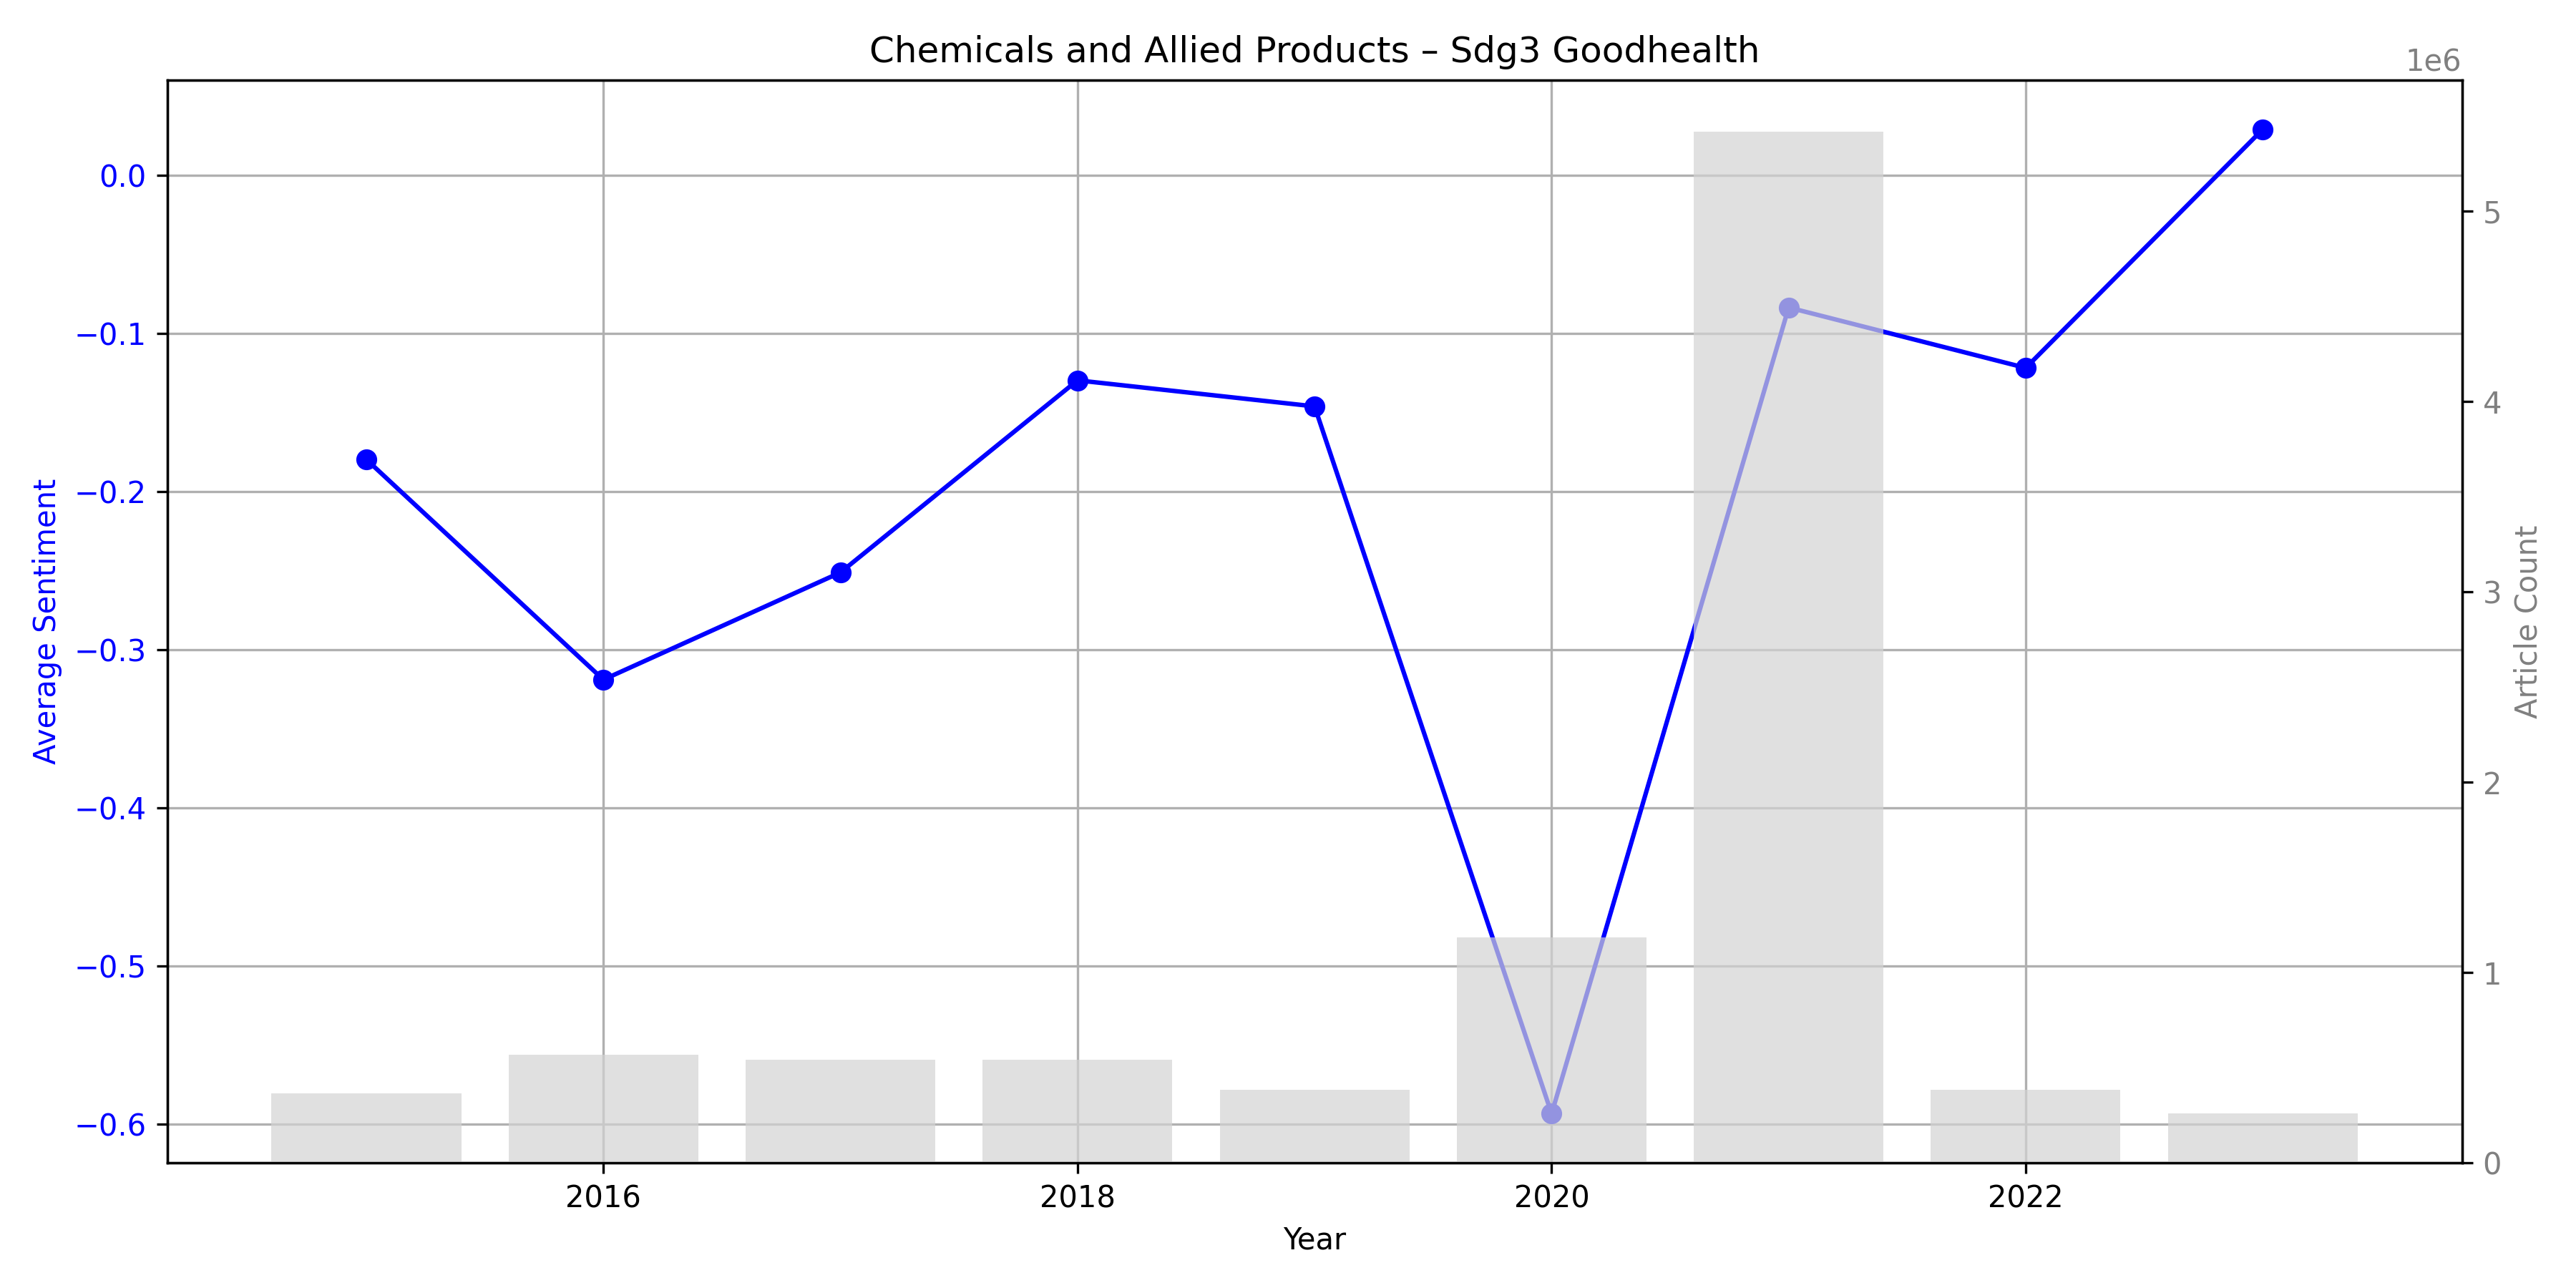 Chemicals and Allied Products – Sdg3 Goodhealth
1e6
0.0
−0.1
−0.2
−0.3
−0.4
−0.5
−0.6
Average Sentiment
5
4
3
2
1
0
Article Count
2016 2018 2020 2022
Year